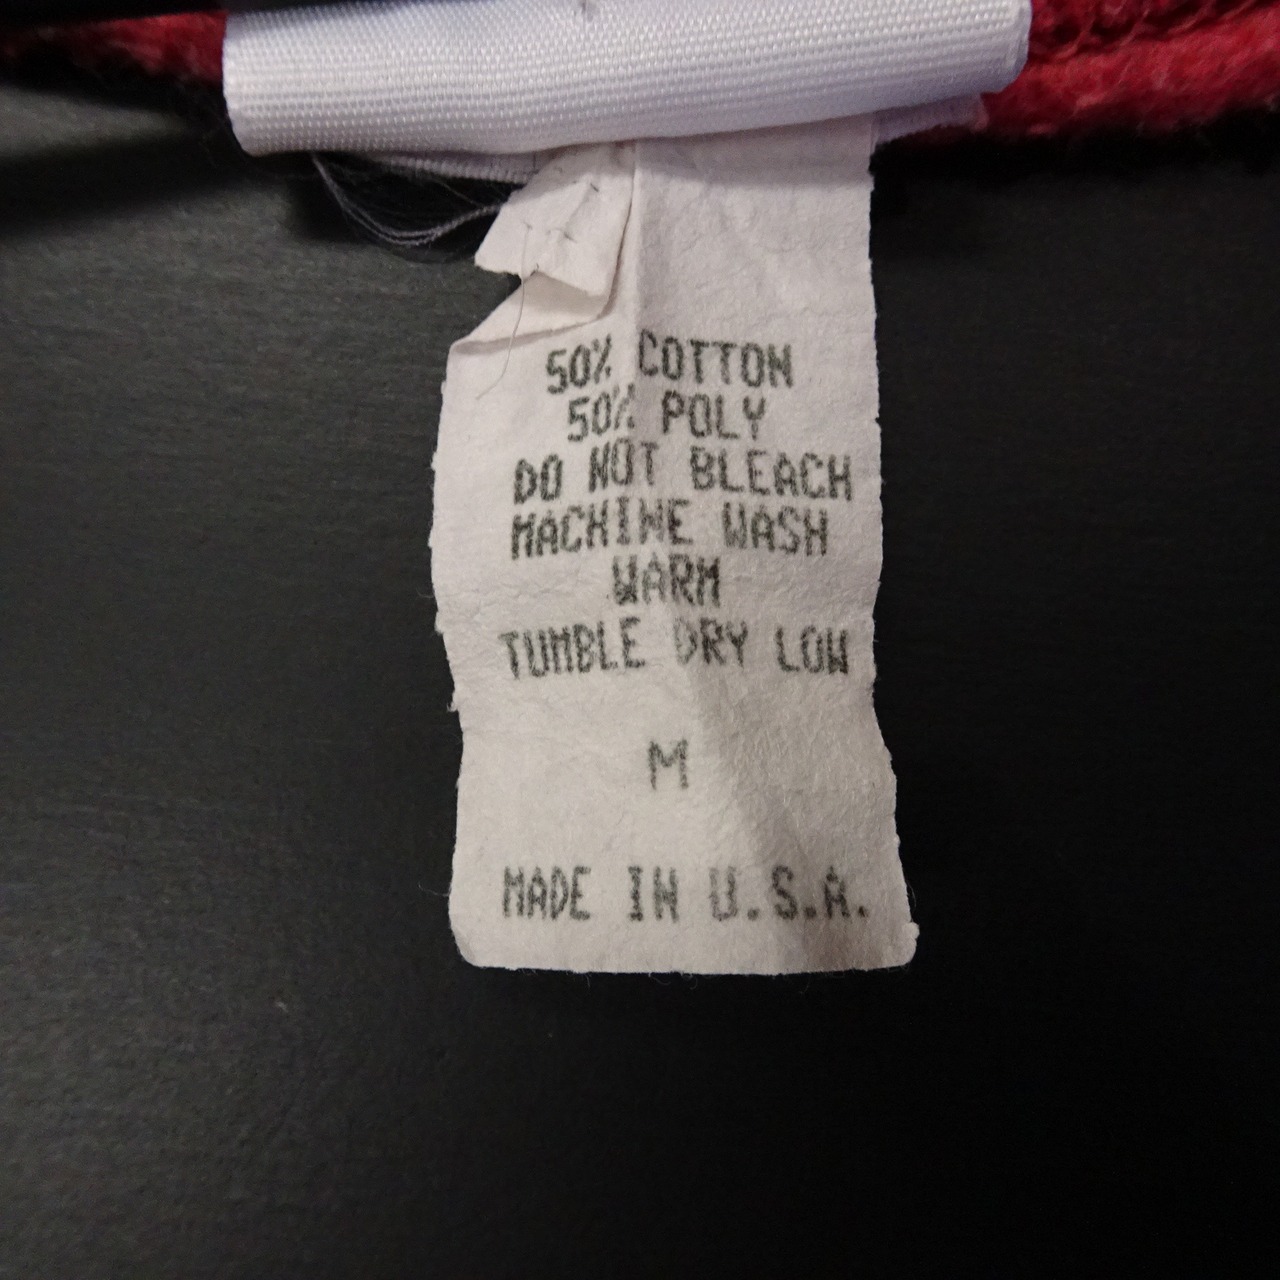 50% COTTON
50% POLY
DO NOT BLEACH
MACHINE WASH
WARM
TUMBLE DRY LOW
M
MADE IN U.S.A.